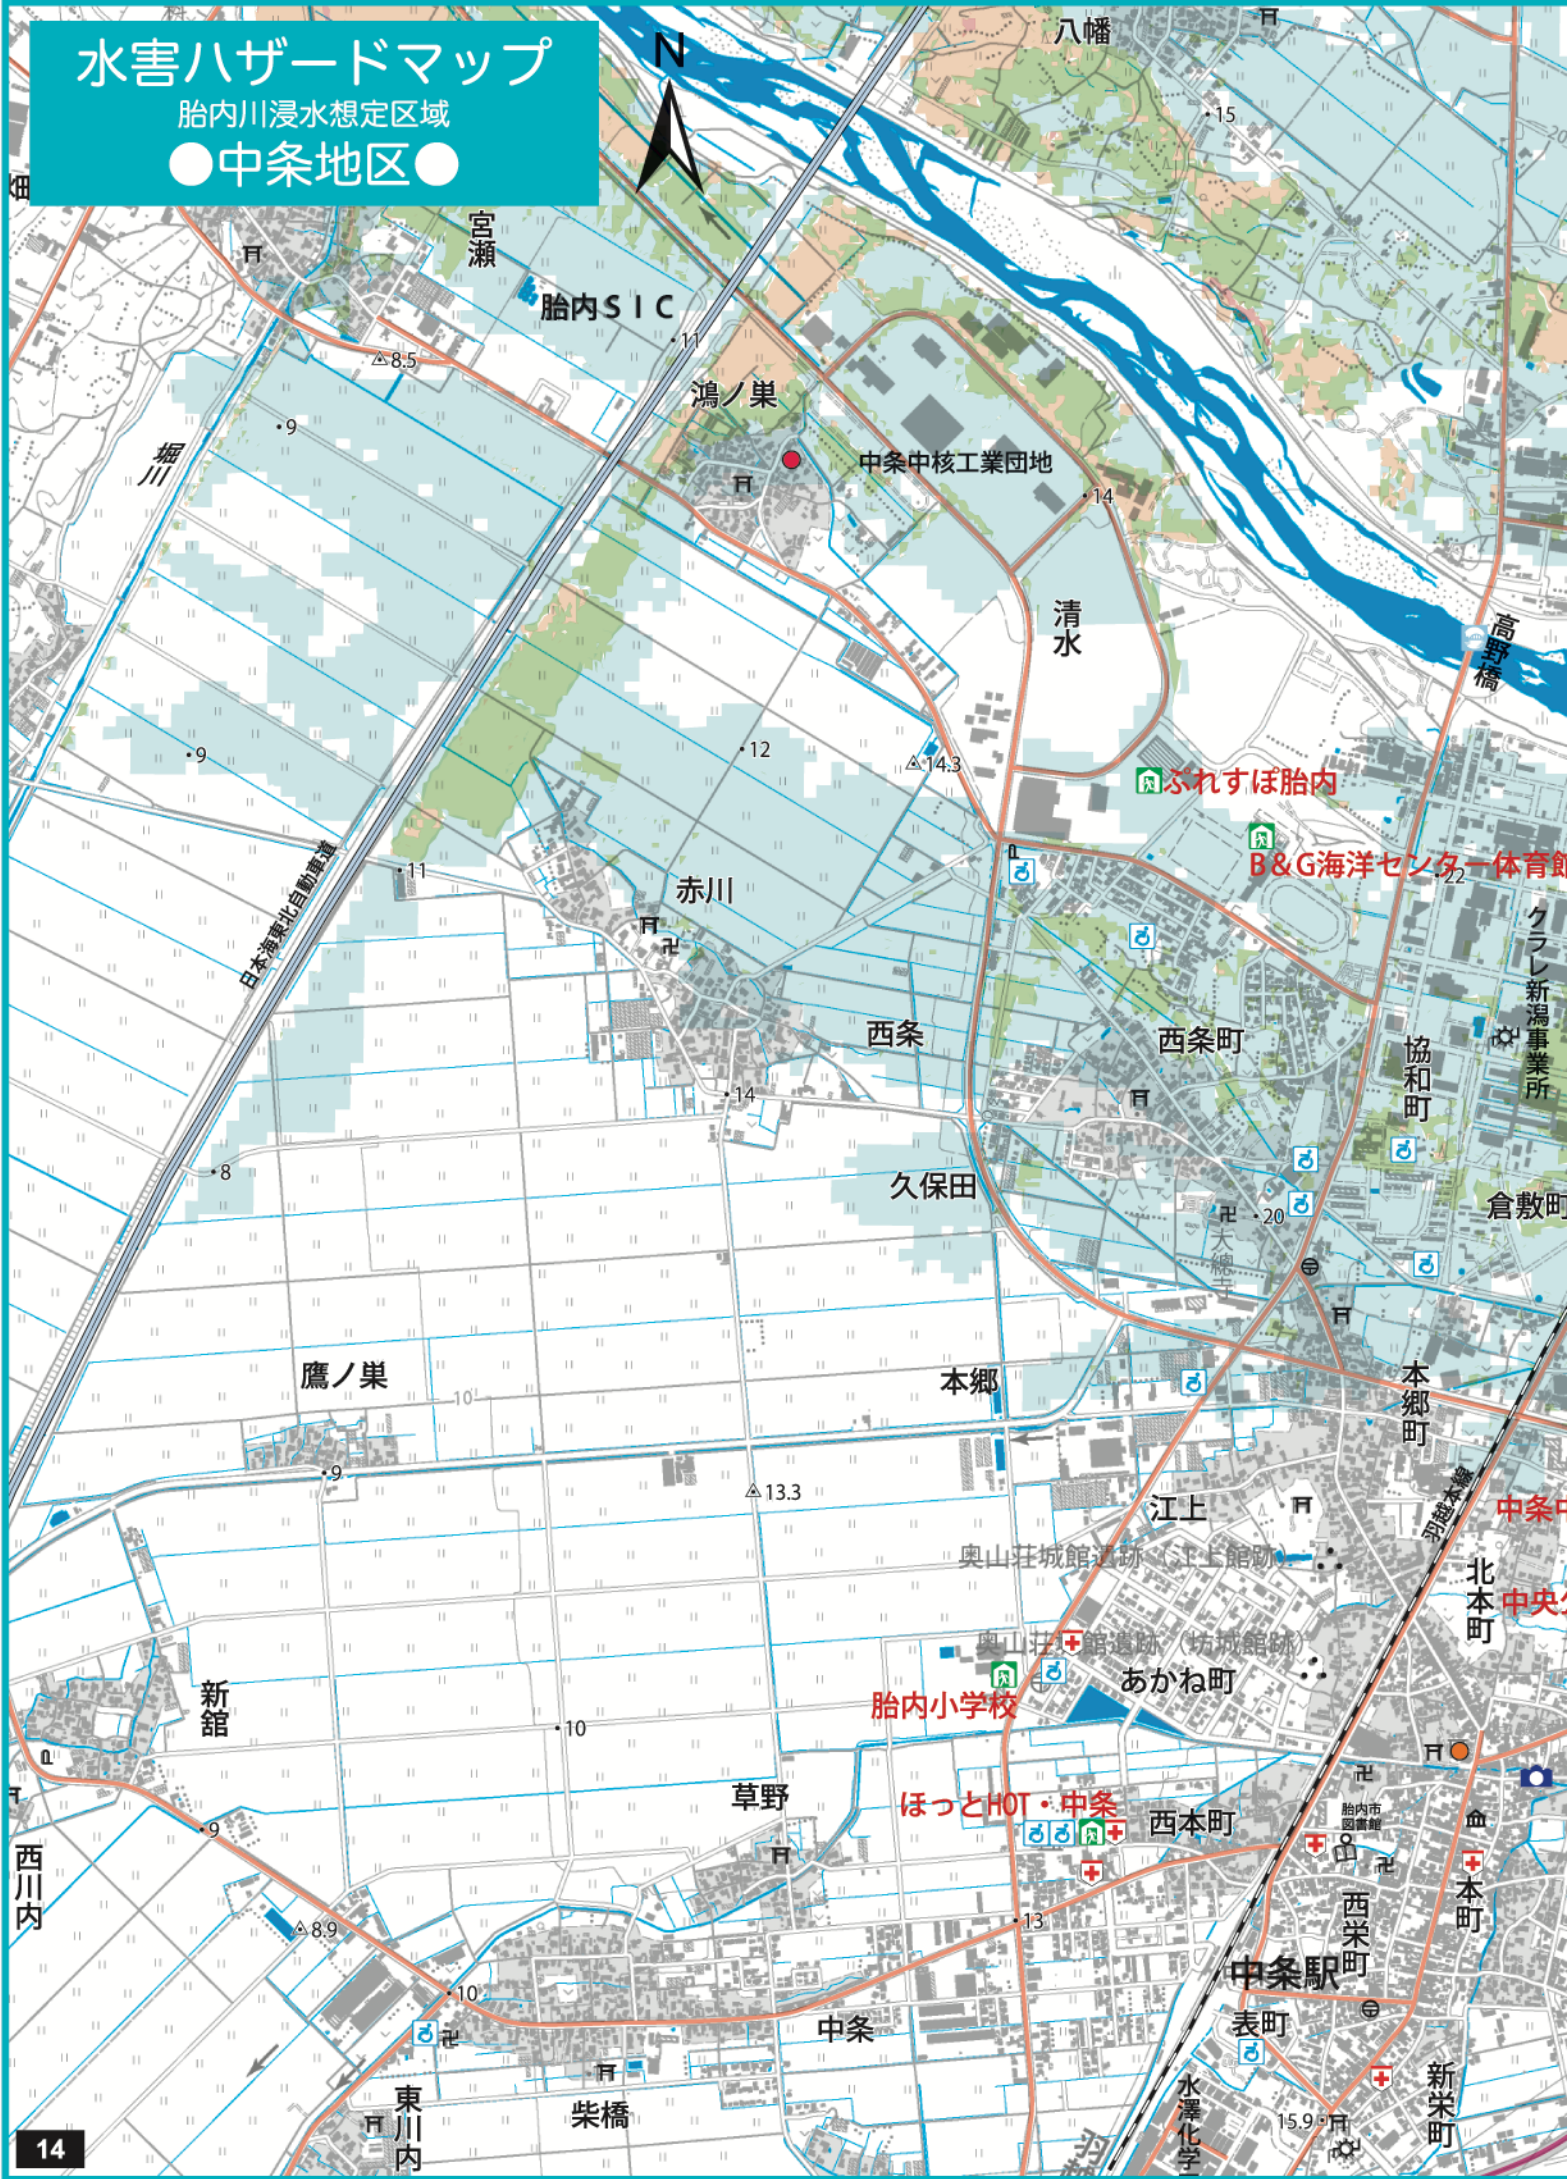 水害ハザードマップ
胎内川浸水想定区域
●中条地区●
N
八幡
15
宮瀬
胎内SIC
11
8.5
鴻ノ巣
9
堀川
中条中核工業団地
14
清水
高野橋
9
12
14.3
ぷれすぽ胎内
B&G海洋センター体育館
22
日本海東北自動車道
11
赤川
クラレ新潟事業所
西条
西条町
協和町
14
8
久保田
20
大總寺
倉敷町
鷹ノ巣
10
本郷
本郷町
9
13.3
羽越本線
江上
中条中
奥山荘城館遺跡(江上館跡)
北本町
中央公
奥山荘城館遺跡(坊城館跡)
あかね町
胎内小学校
新舘
10
草野
ほっとHOT・中条
西本町
胎内市
図書館
9
西川内
本町
西栄町
8.9
13
中条駅
10
中条
表町
東川内
柴橋
水澤化学工
新栄町
15.9
羽越
14